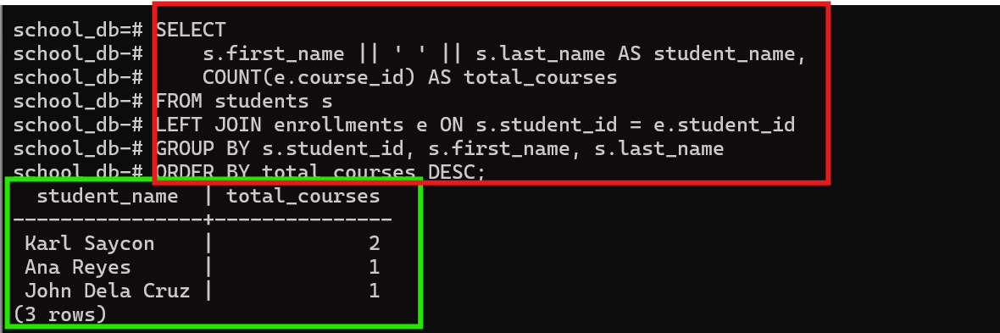 school_db=# SELECT
school_db-#     s.first_name || ' ' || s.last_name AS student_name,
school_db-#     COUNT(e.course_id) AS total_courses
school_db-# FROM students s
school_db-# LEFT JOIN enrollments e ON s.student_id = e.student_id
school_db-# GROUP BY s.student_id, s.first_name, s.last_name
school_db-# ORDER BY total_courses DESC;
  student_name  | total_courses
----------------+---------------
 Karl Saycon    |             2
 Ana Reyes      |             1
 John Dela Cruz |             1
(3 rows)